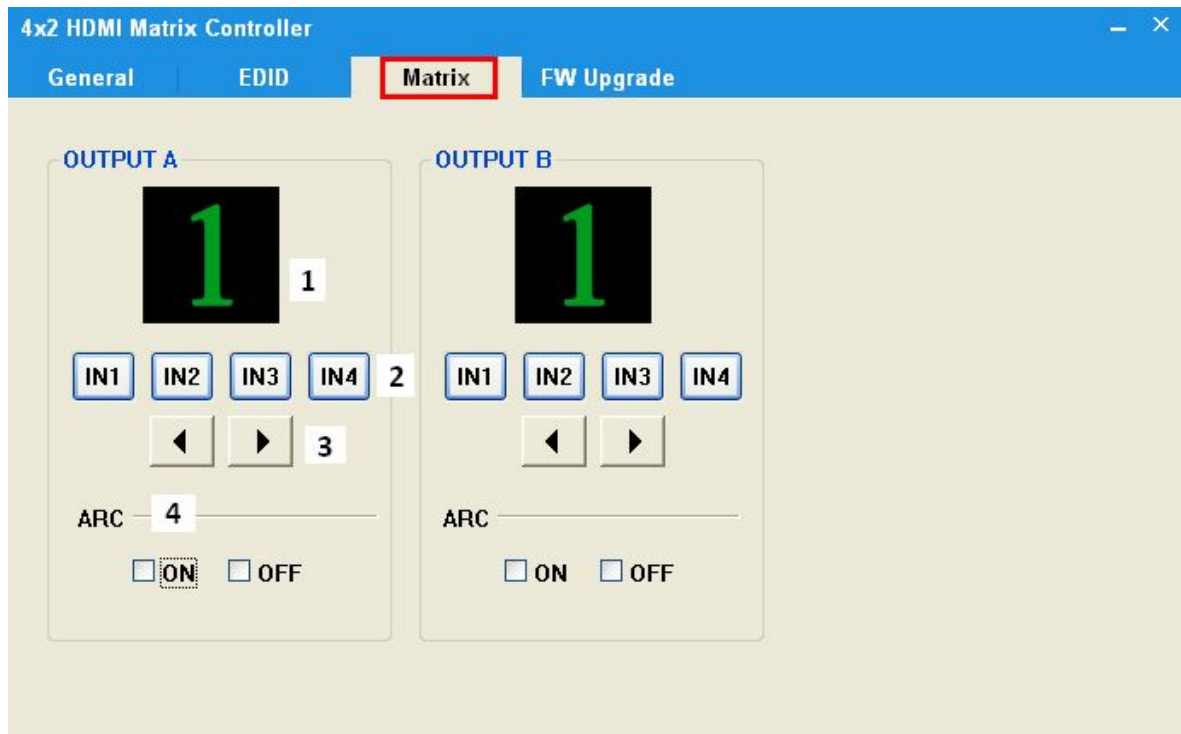 4x2 HDMI Matrix Controller
General EDID Matrix FW Upgrade
OUTPUT A
1
1
IN1 IN2 IN3 IN4 2
3
ARC 4
ON OFF
OUTPUT B
1
IN1 IN2 IN3 IN4
ARC
ON OFF